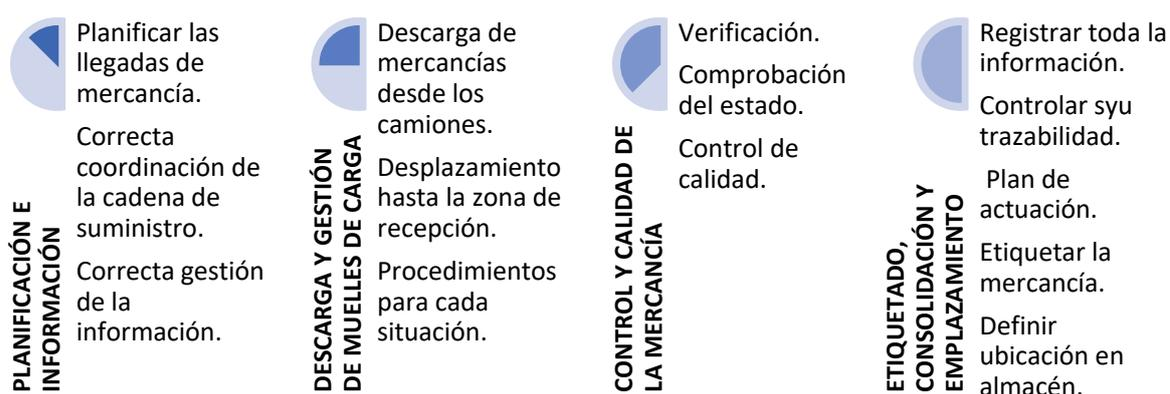 PLANIFICACIÓN E
INFORMACIÓN
Planificar las
llegadas de
mercancía.
Correcta
coordinación de
la cadena de
suministro.
Correcta gestión
de la
información.
DESCARGA Y GESTIÓN
DE MUELLES DE CARGA
Descarga de
mercancías
desde los
camiones.
Desplazamiento
hasta la zona de
recepción.
Procedimientos
para cada
situación.
CONTROL Y CALIDAD DE
LA MERCANCÍA
Verificación.
Comprobación
del estado.
Control de
calidad.
ETIQUETADO,
CONSOLIDACIÓN Y
EMPLAZAMIENTO
Registrar toda la
información.
Controlar syu
trazabilidad.
Plan de
actuación.
Etiquetar la
mercancía.
Definir
ubicación en
almacén.